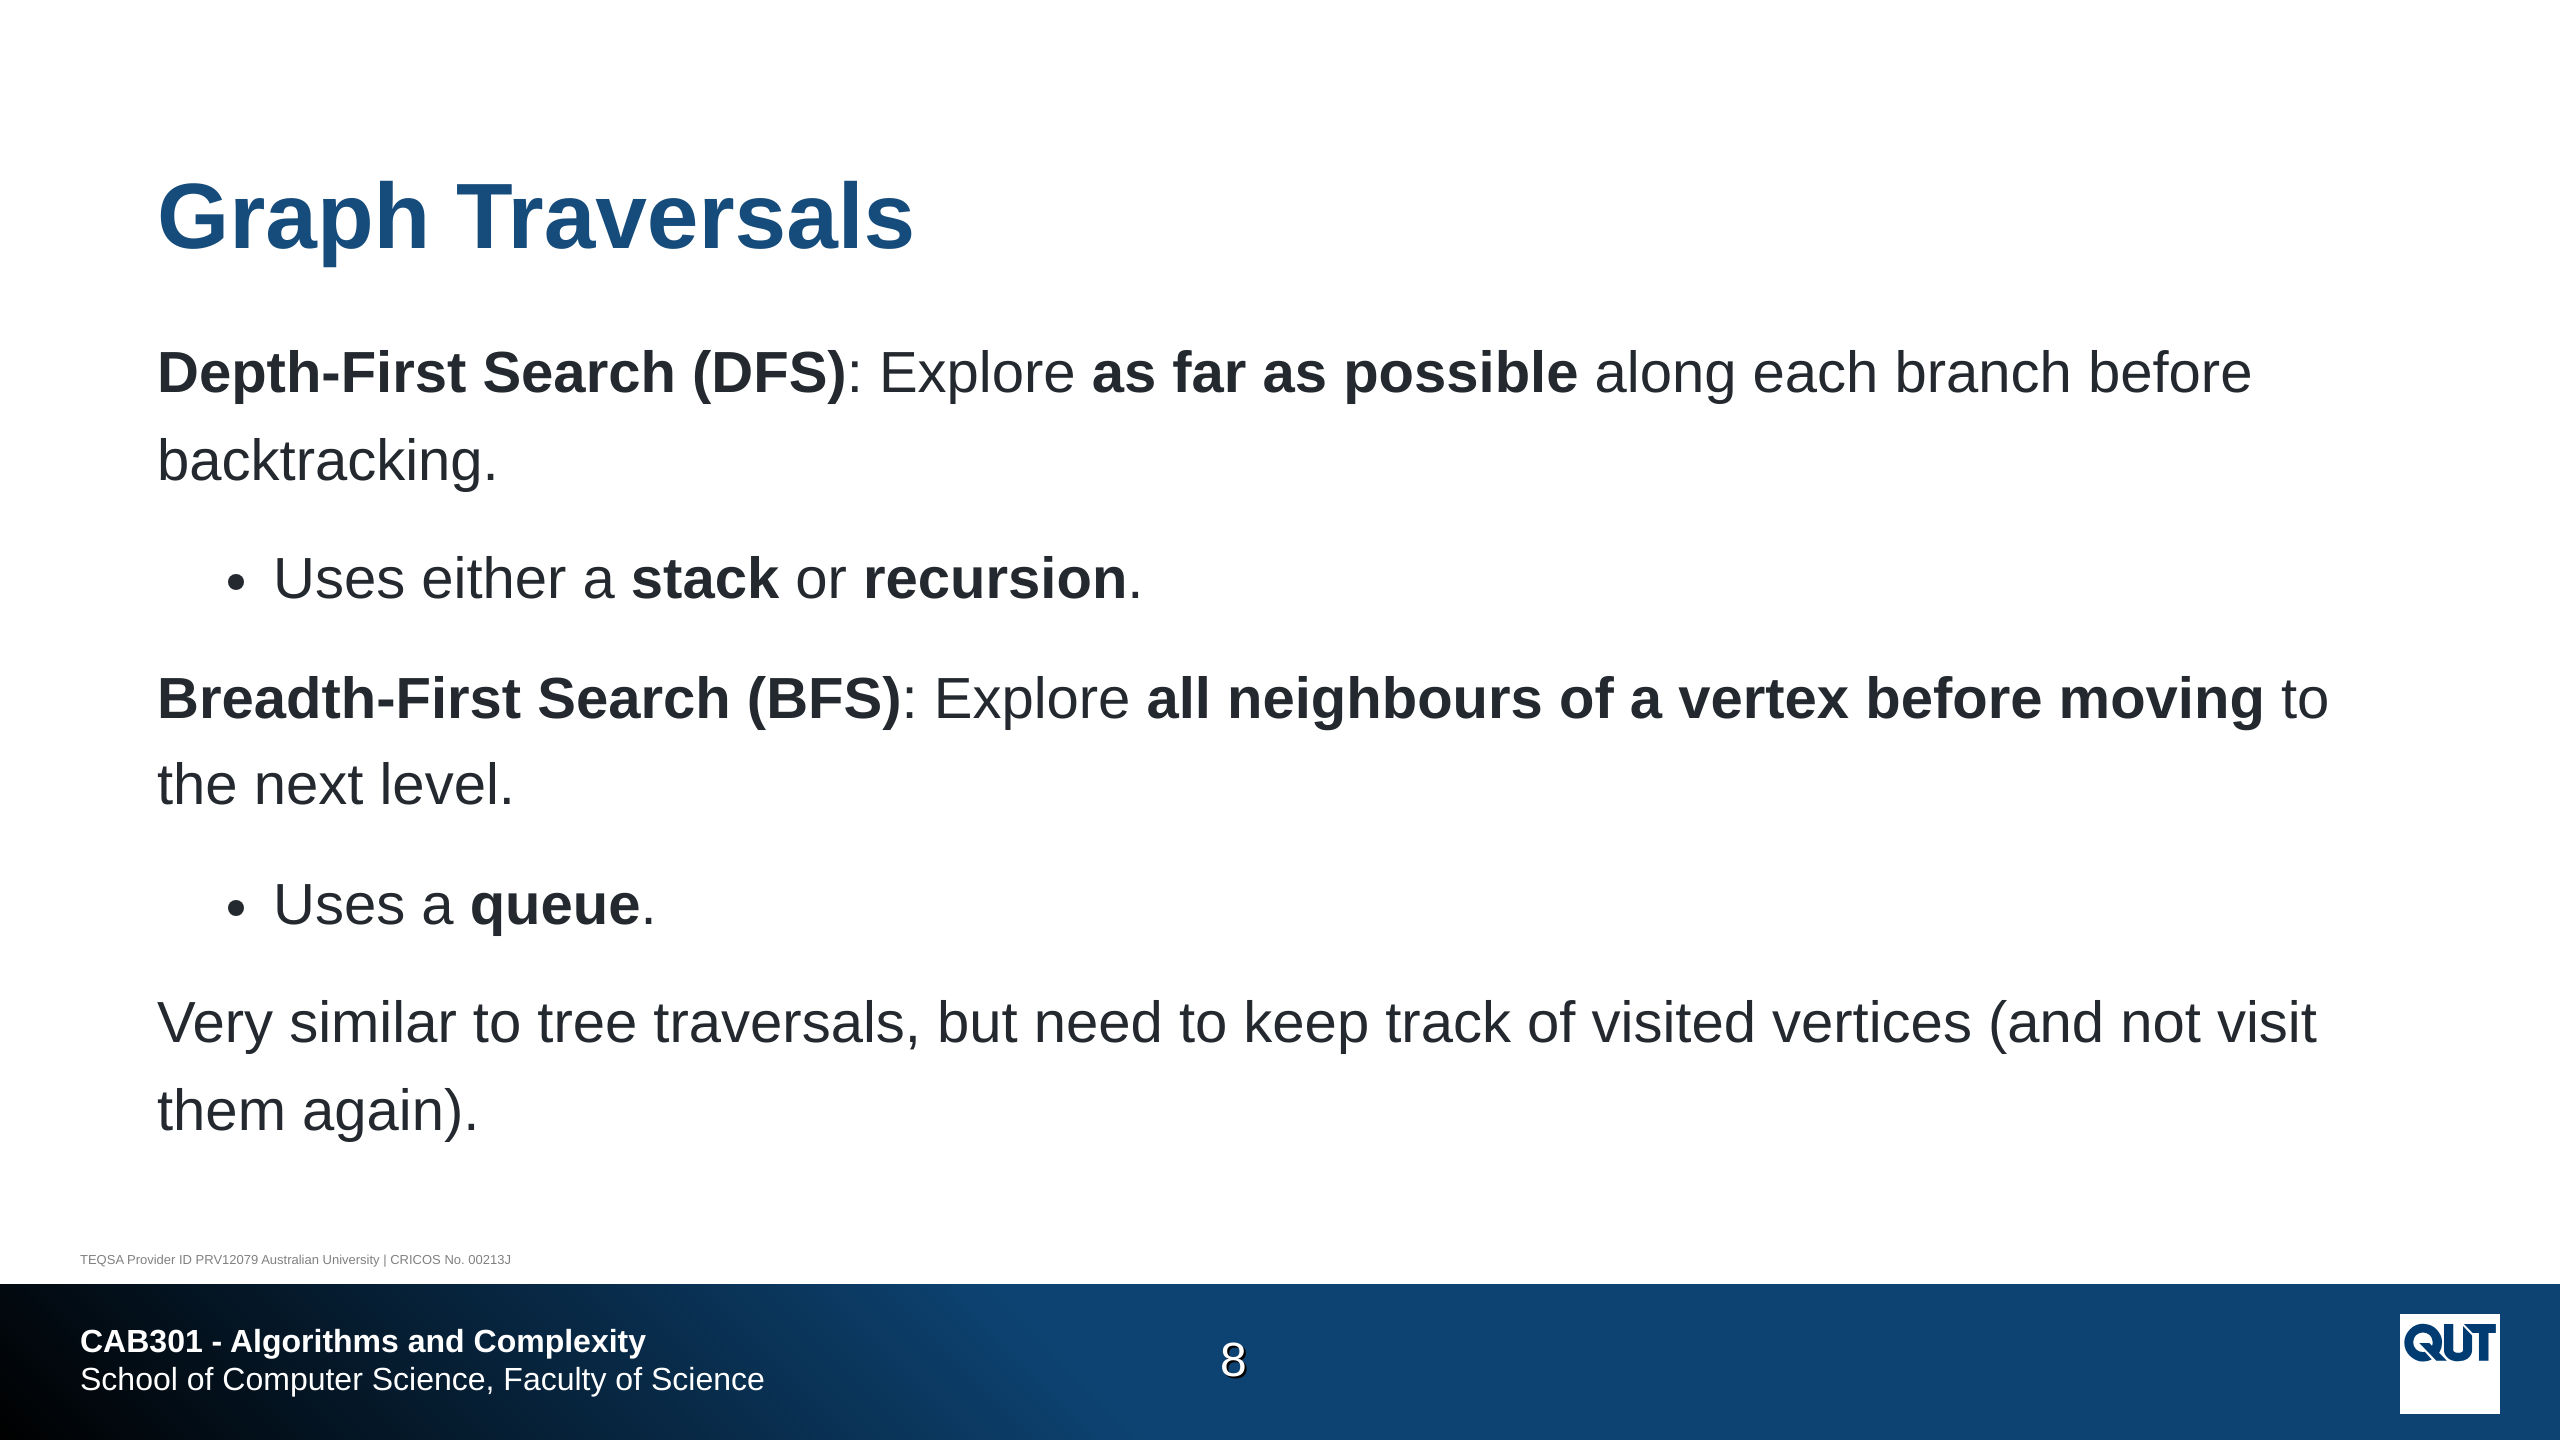 Graph Traversals
Depth-First Search (DFS): Explore as far as possible along each branch before
backtracking.
• Uses either a stack or recursion.
Breadth-First Search (BFS): Explore all neighbours of a vertex before moving to
the next level.
• Uses a queue.
Very similar to tree traversals, but need to keep track of visited vertices (and not visit
them again).
TEQSA Provider ID PRV12079 Australian University | CRICOS No. 00213J
CAB301 - Algorithms and Complexity
School of Computer Science, Faculty of Science
8
QUT